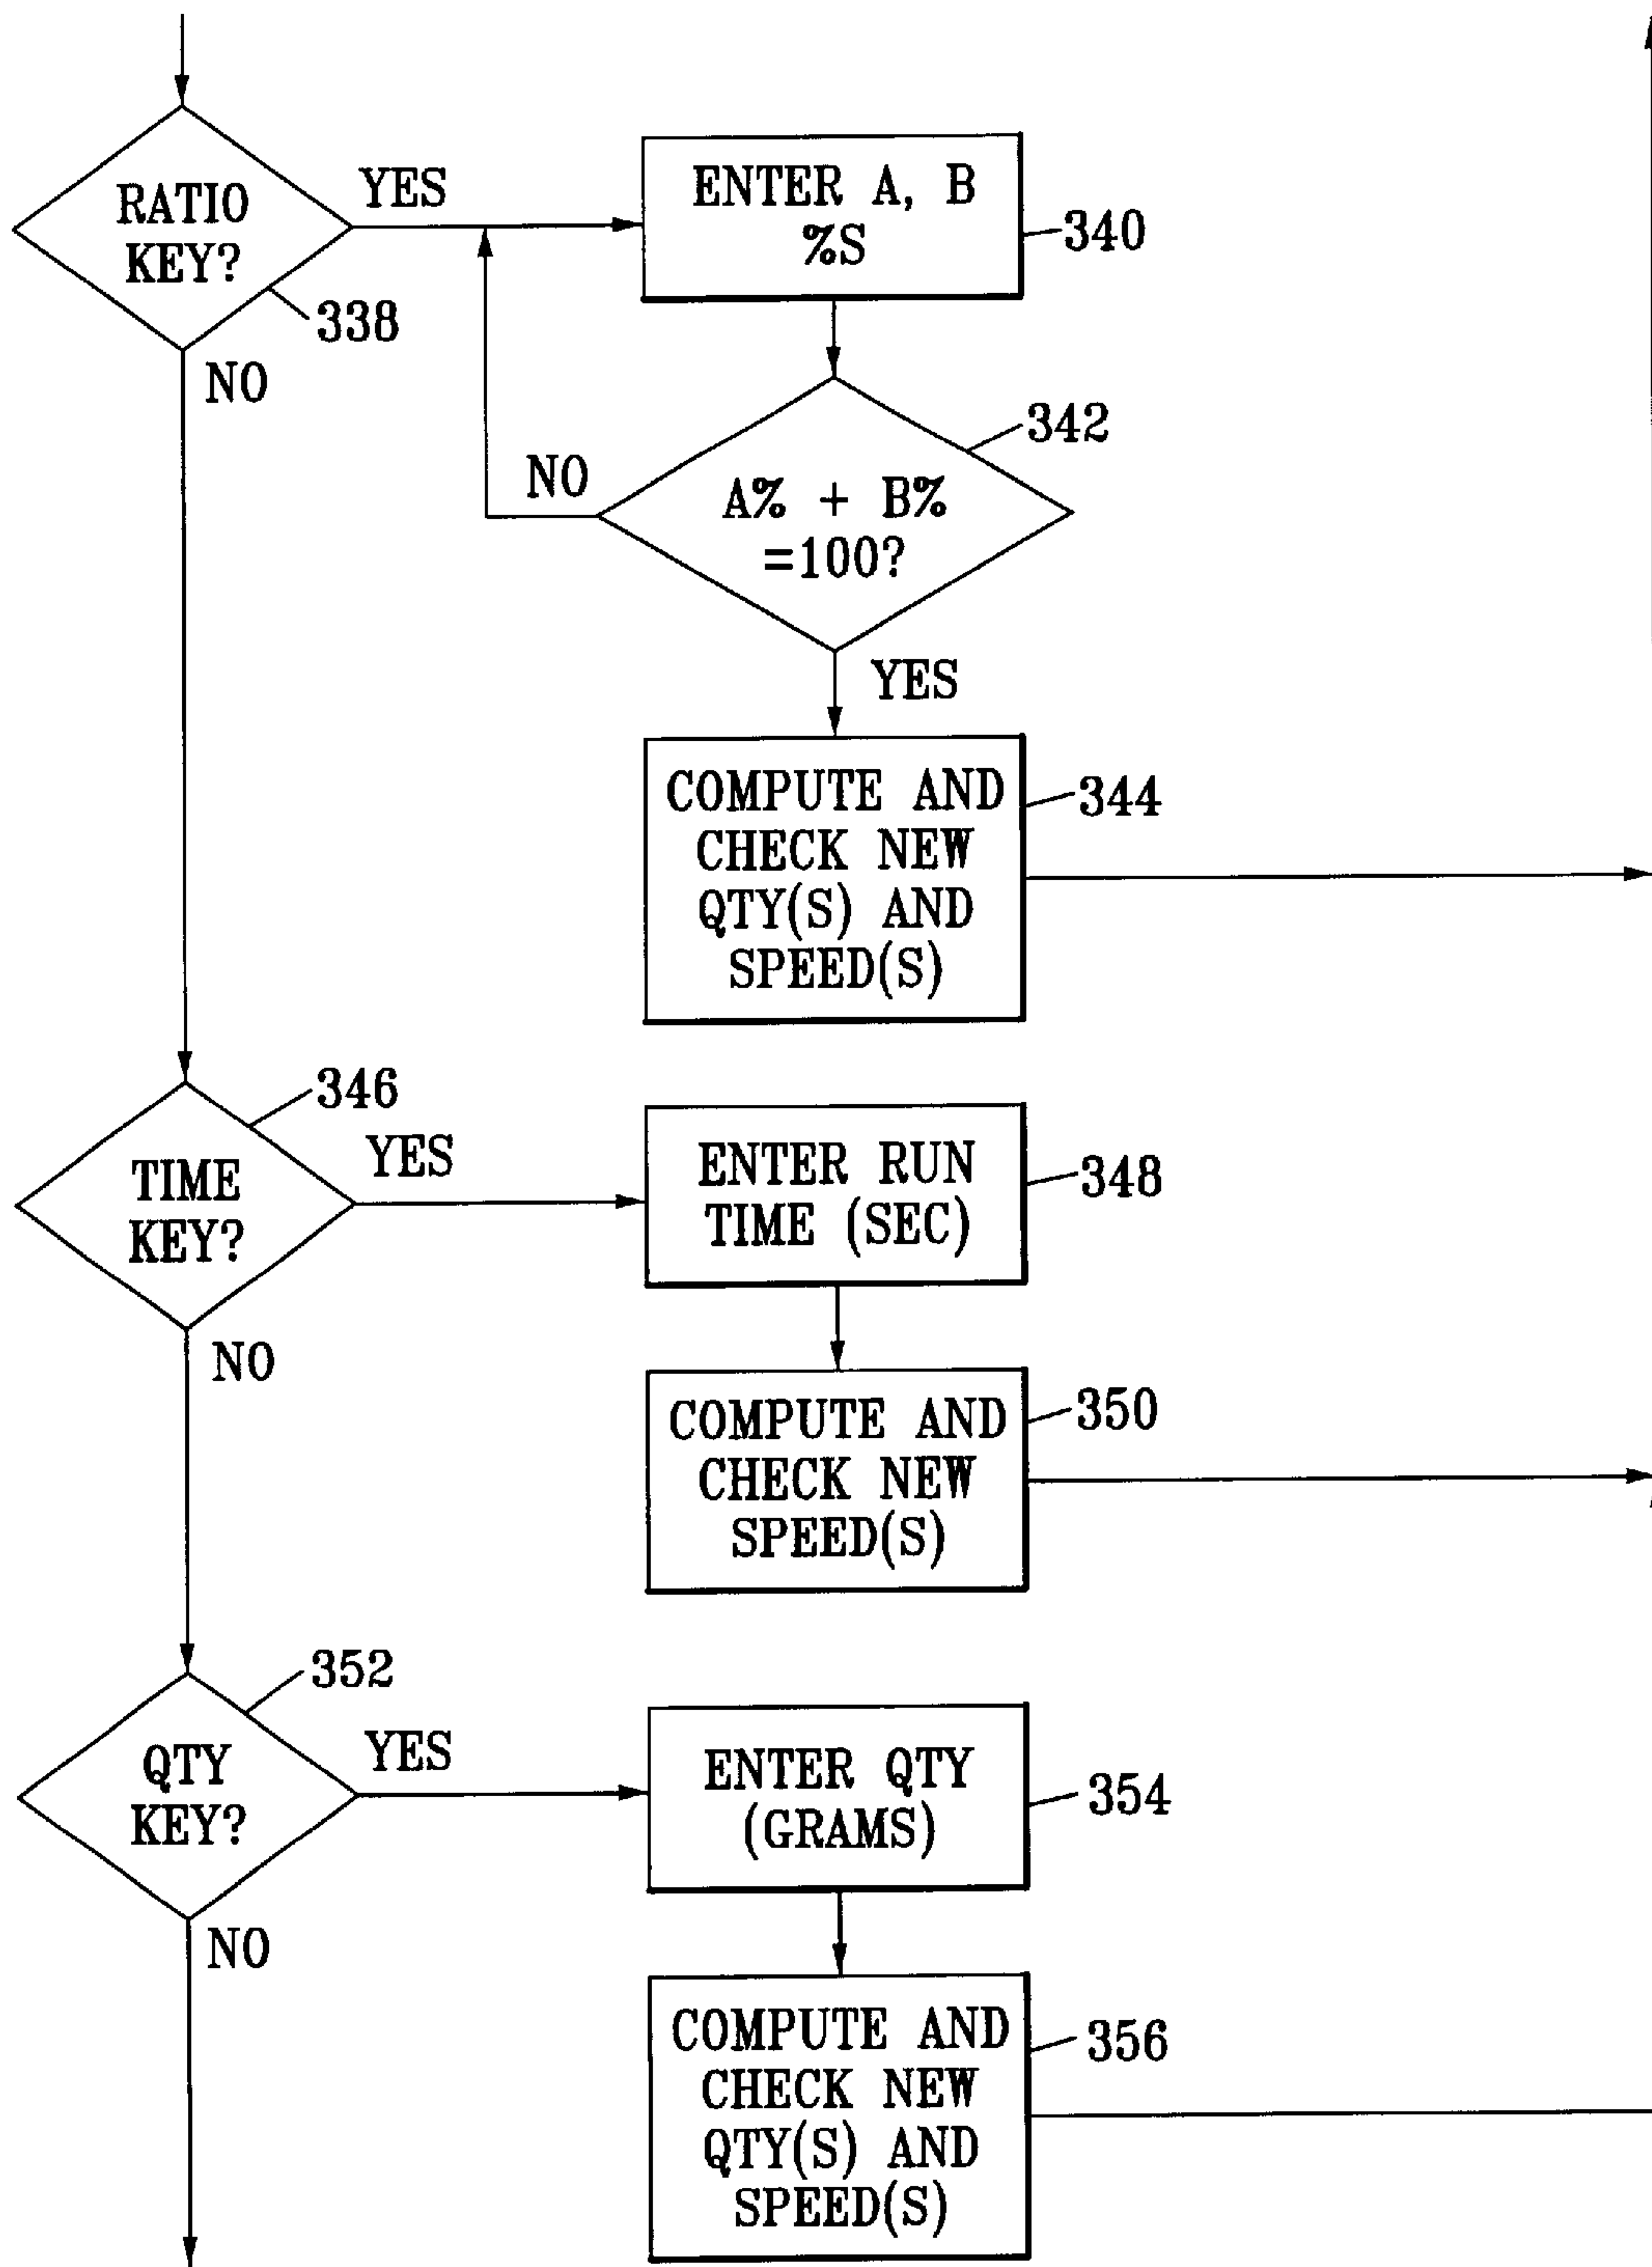 RATIO
KEY?
YES
338
NO
ENTER A, B
%S
340
342
NO
A% + B%
=100?
YES
COMPUTE AND
CHECK NEW
QTY(S) AND
SPEED(S)
344
346
TIME
KEY?
YES
NO
ENTER RUN
TIME (SEC)
348
COMPUTE AND
CHECK NEW
SPEED(S)
350
352
QTY
KEY?
YES
NO
ENTER QTY
(GRAMS)
354
COMPUTE AND
CHECK NEW
QTY(S) AND
SPEED(S)
356